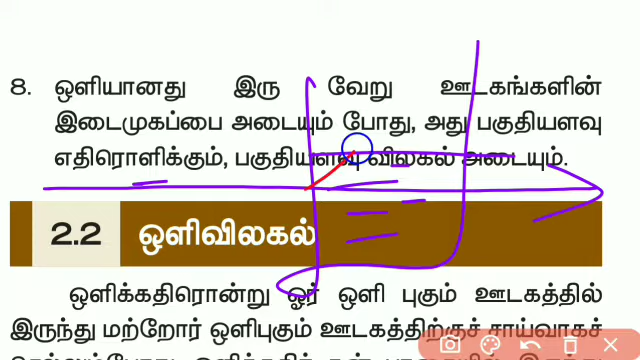 8. ஒளியானது இரு வேறு ஊடகங்களின்
இடைமுகப்பை அடையும் போது, அது பகுதியளவு
எதிரொளிக்கும், பகுதியளவு விலகல் அடையும்.
2.2 ஒளிவிலகல்
ஒளிக்கதிரொன்று ஓர் ஒளி புகும் ஊடகத்தில்
இருந்து மற்றோர் ஒளிபுகும் ஊடகத்திற்குச் சாய்வாகச்